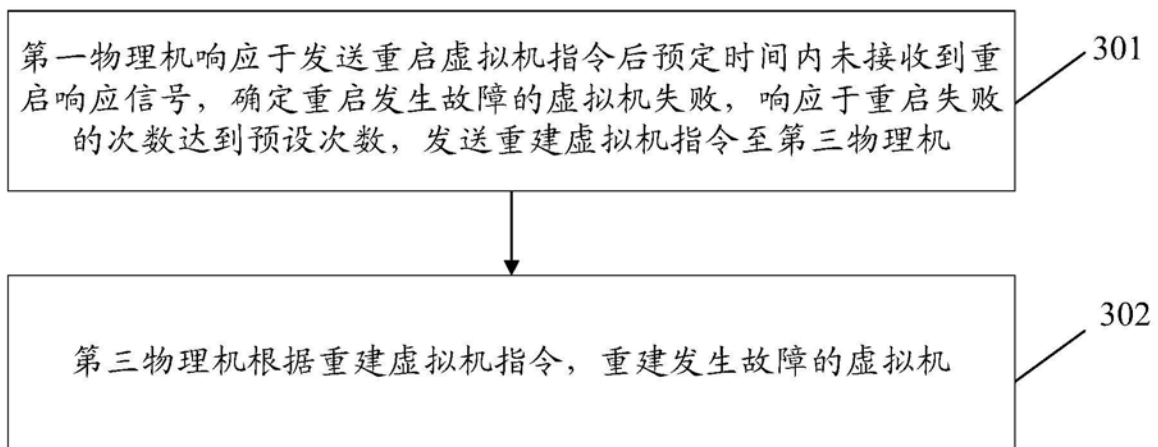 第一物理机响应于发送重启虚拟机指令后预定时间内未接收到重
启响应信号，确定重启发生故障的虚拟机失败，响应于重启失败
的次数达到预设次数，发送重建虚拟机指令至第三物理机
301
第三物理机根据重建虚拟机指令，重建发生故障的虚拟机
302